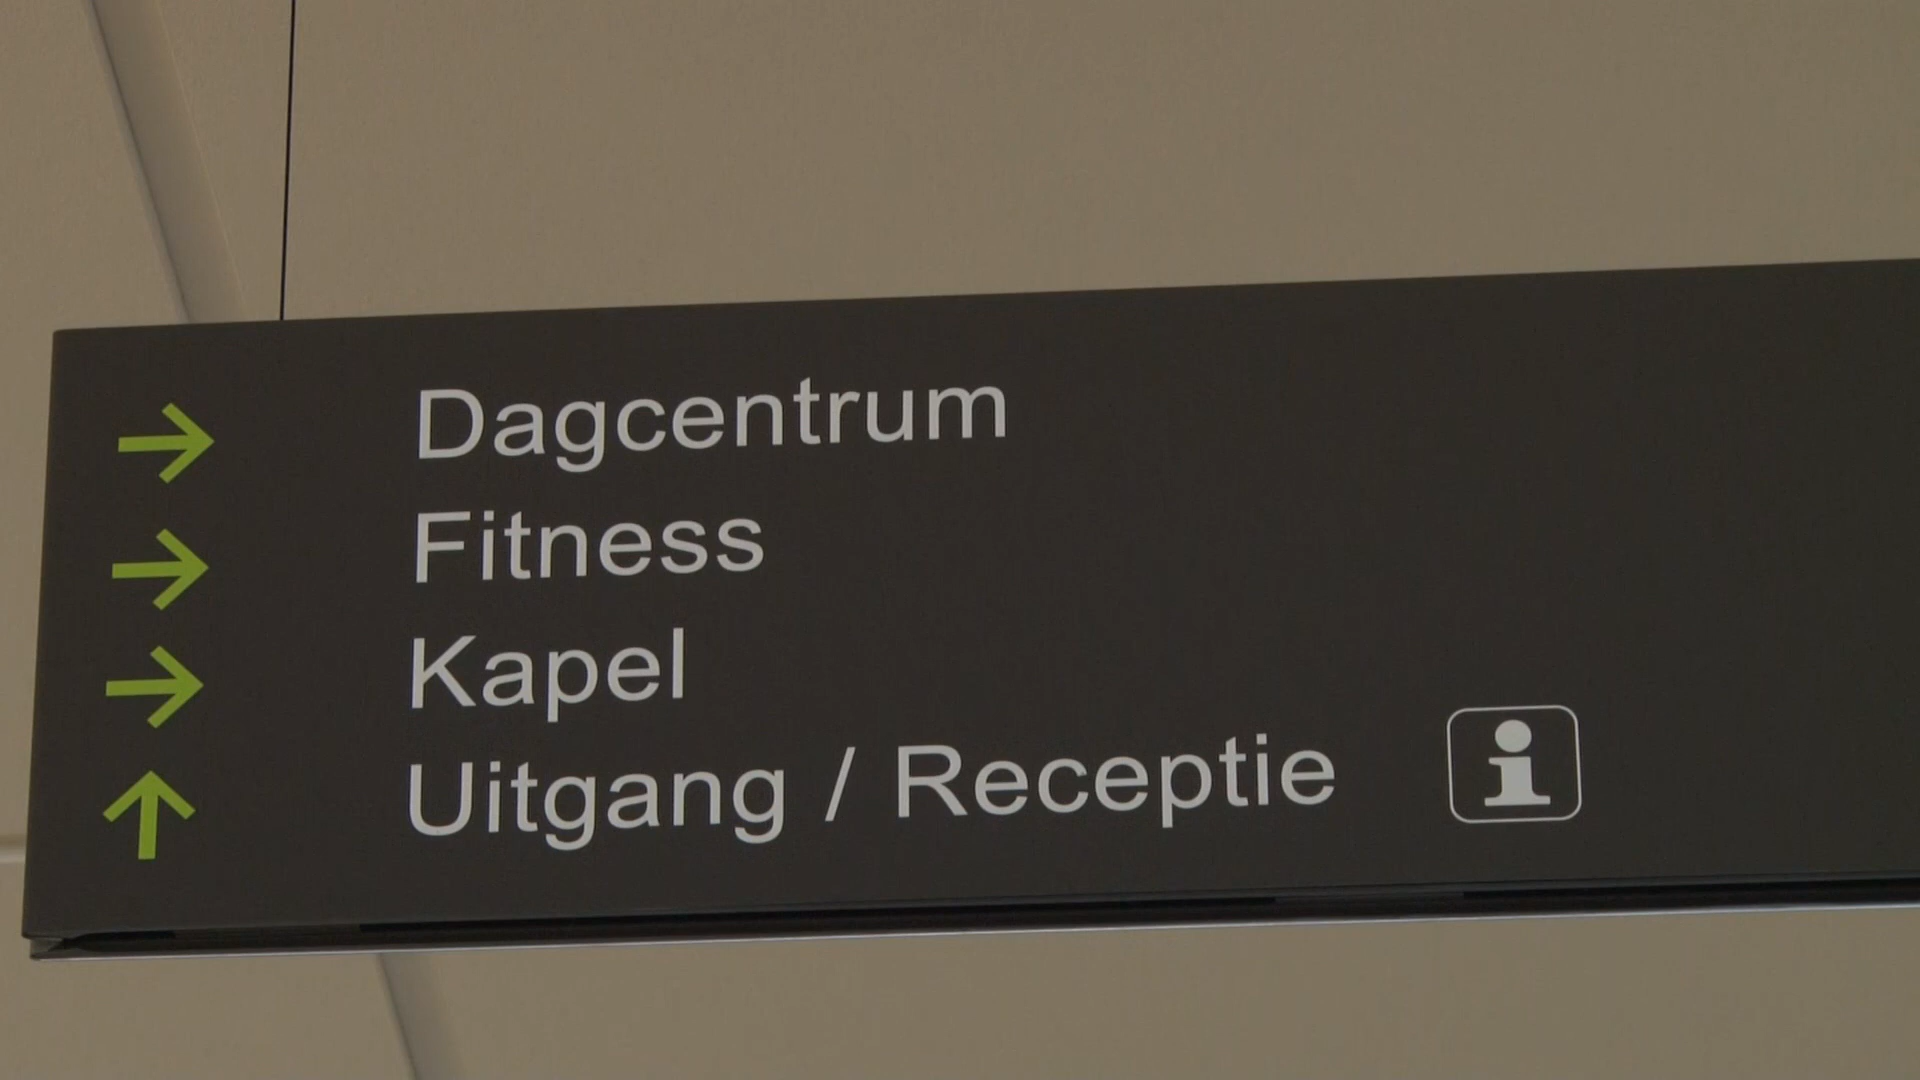 Dagcentrum
Fitness
Kapel
Uitgang / Receptie i